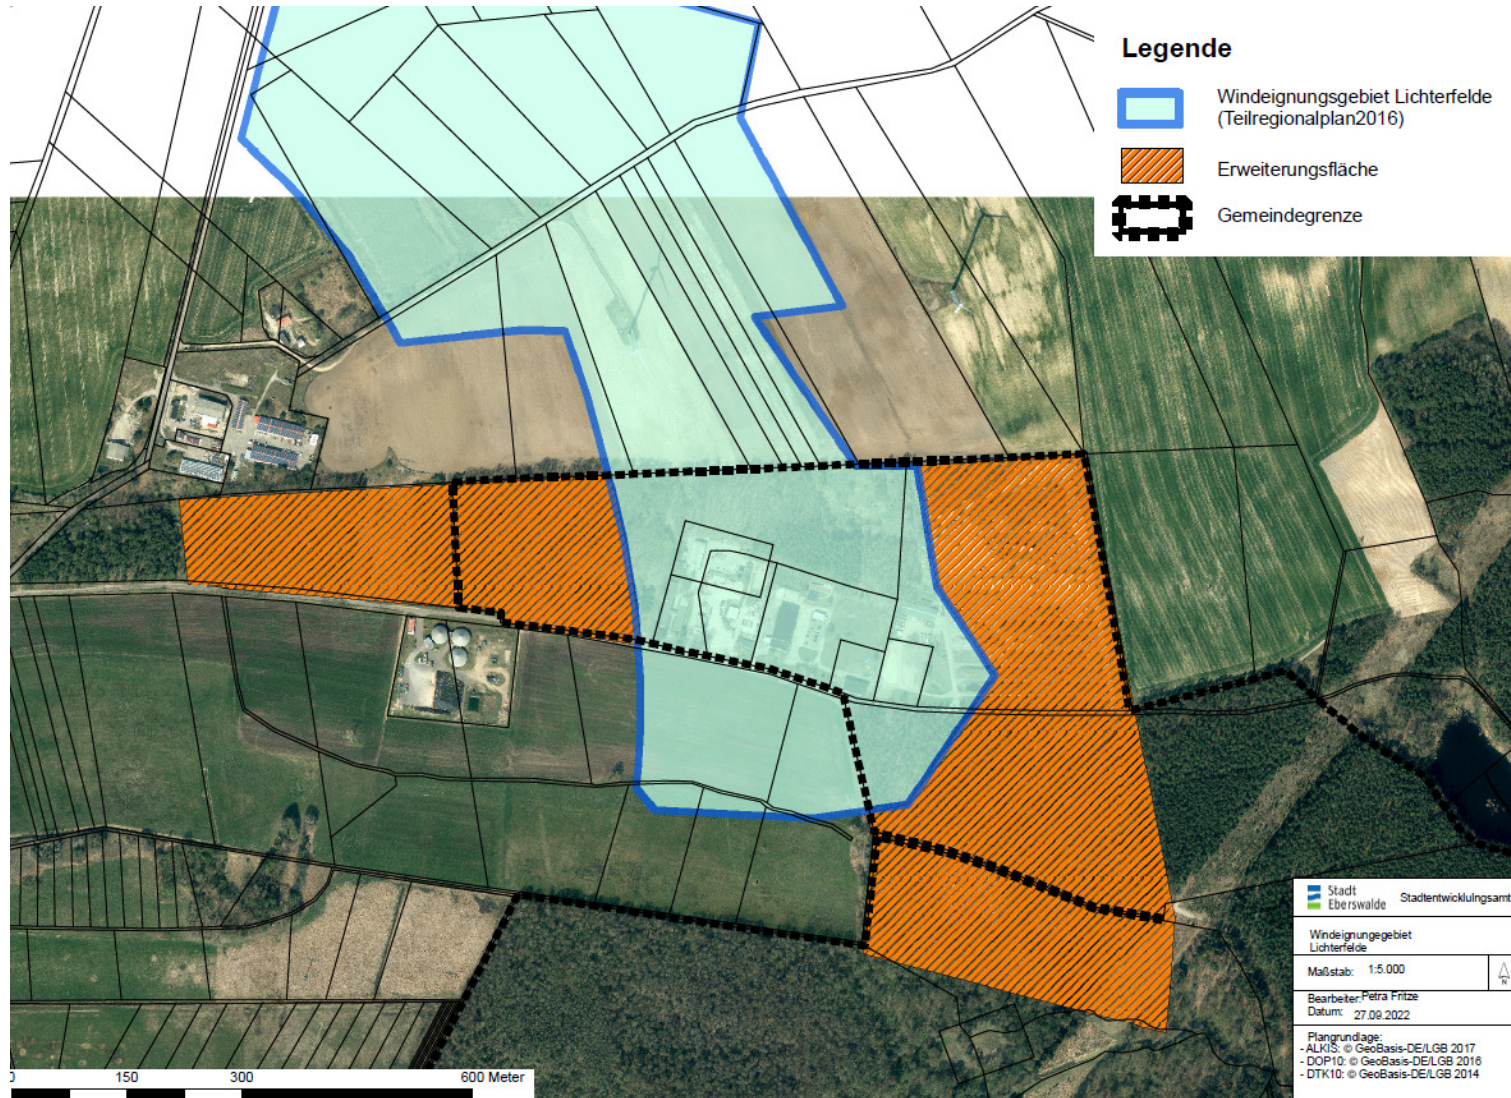 Legende
Windeignungsgebiet Lichterfelde
(Teilregionalplan2016)
Erweiterungsfläche
Gemeindegrenze
Stadt
Eberswalde
Stadtentwicklulngsamt
Windeignungegebiet
Lichterfelde
Maßstab: 1:5.000
N
Bearbeiter:Petra Fritze
Datum: 27.09.2022
Plangrundlage:
- ALKIS: © GeoBasis-DE/LGB 2017
- DOP10: © GeoBasis-DE/LGB 2016
- DTK10: © GeoBasis-DE/LGB 2014
0 150 300 600 Meter